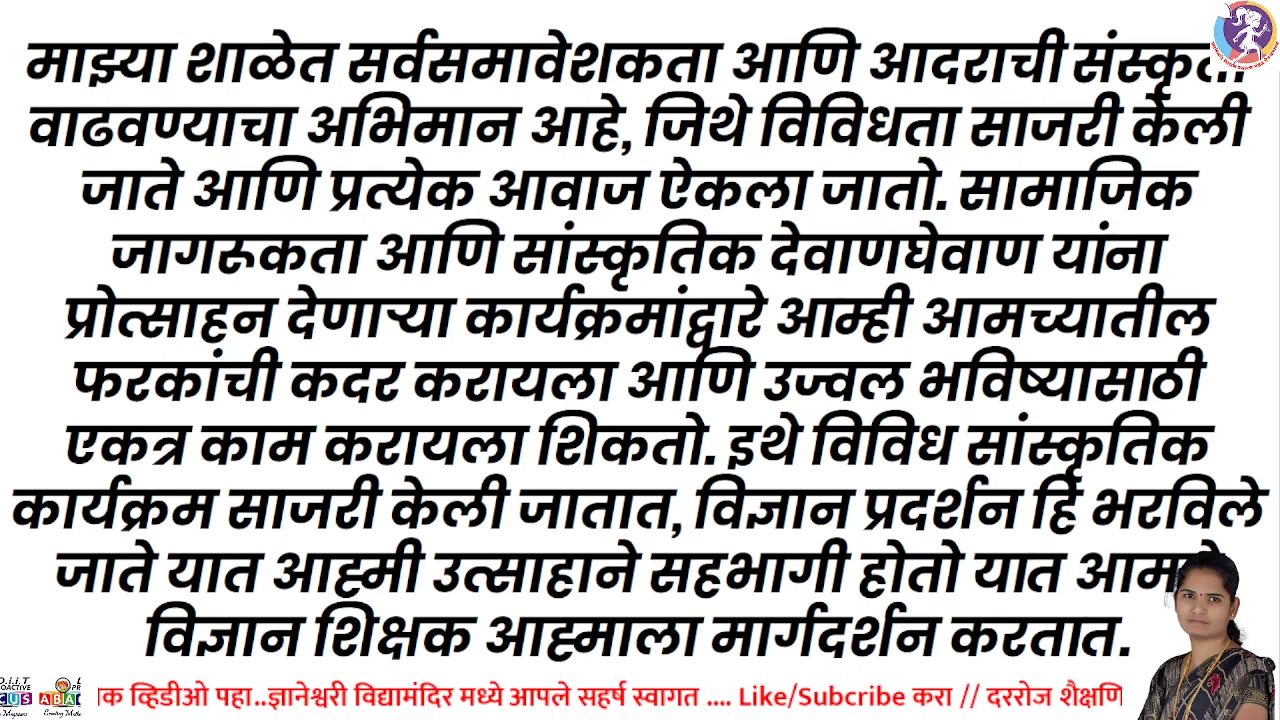 माझ्या शाळेत सर्वसमावेशकता आणि आदराची
वाढवण्याचा अभिमान आहे, जिथे विविधता साजरी केली
जाते आणि प्रत्येक आवाज ऐकला जातो. सामाजिक
जागरूकता आणि सांस्कृतिक देवाणघेवाण यांना
प्रोत्साहन देणाऱ्या कार्यक्रमांद्वारे आम्ही आमच्यातील
फरकांची कदर करायला आणि उज्वल भविष्यासाठी
एकत्र काम करायला शिकतो. इथे विविध सांस्कृतिक
कार्यक्रम साजरी केली जातात, विज्ञान प्रदर्शन हि भरविले
जाते यात आह्मी उत्साहाने सहभागी होतो यात
विज्ञान शिक्षक आह्माला मार्गदर्शन करतात.
व्हिडीओ पहा..ज्ञानेश्वरी विद्यामंदिर मध्ये आपले सहर्ष स्वागत .... Like/Subcribe करा // दररोज